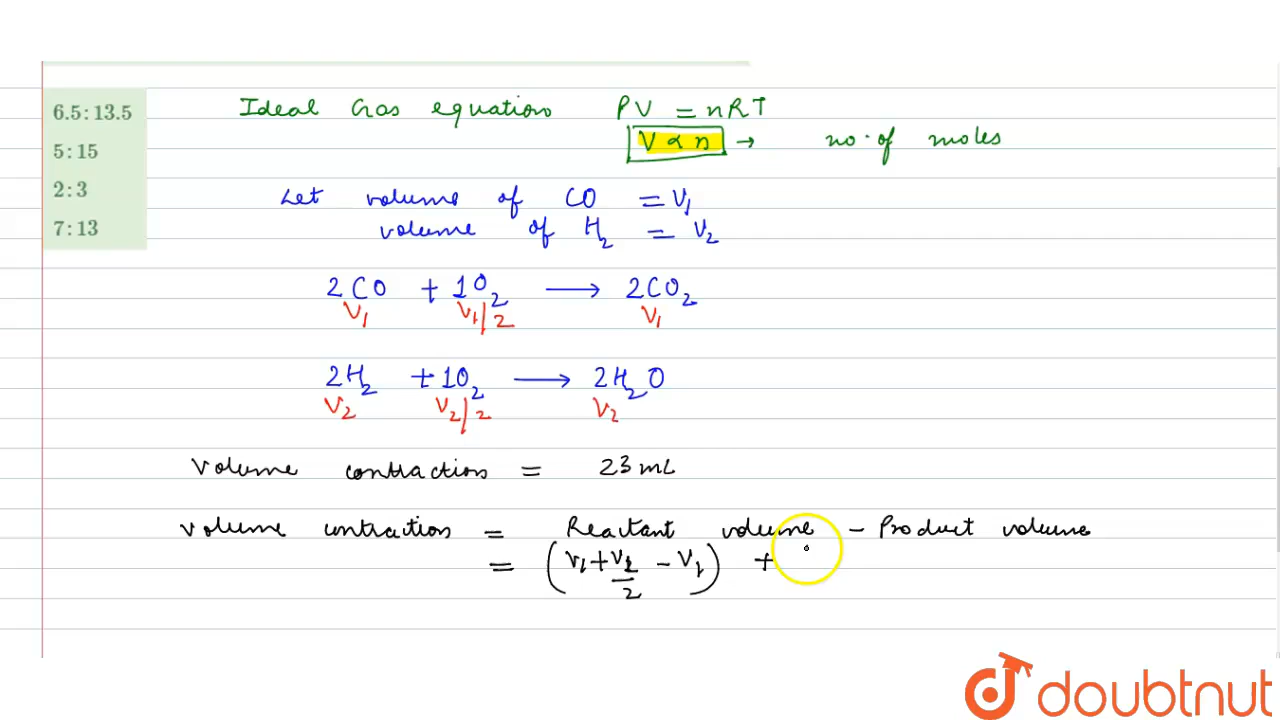 6.5 : 13.5
5 : 15
2 : 3
7 : 13
Ideal Gas equation PV = nRT
V ∝ n → no. of moles
Let volume of CO = V₁
volume of H₂ = V₂
2CO + 1O₂ → 2CO₂
V₁ V₁/2 V₁
2H₂ + 1O₂ → 2H₂O
V₂ V₂/2 V₂
Volume contraction = 23 mL
Volume contraction = Reactant volume – Product volume
= (V₁ + V₁/2 – V₁) +
doubtnut